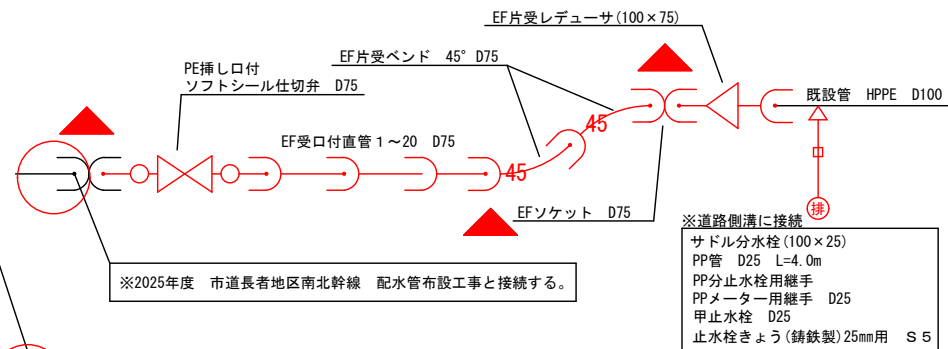 EF片受レデューサ(100×75)
EF片受ベンド 45° D75
PE挿し口付
ソフトシール仕切弁 D75
既設管 HPPE D100
EF受口付直管1~20 D75
45
45
EFソケット D75
排
※道路側溝に接続
サドル分水栓(100×25)
PP管 D25 L=4.0m
PP分止水栓用継手
PPメーター用継手 D25
甲止水栓 D25
止水栓きょう(鋳鉄製)25mm用 S5
※2025年度 市道長者地区南北幹線 配水管布設工事と接続する。